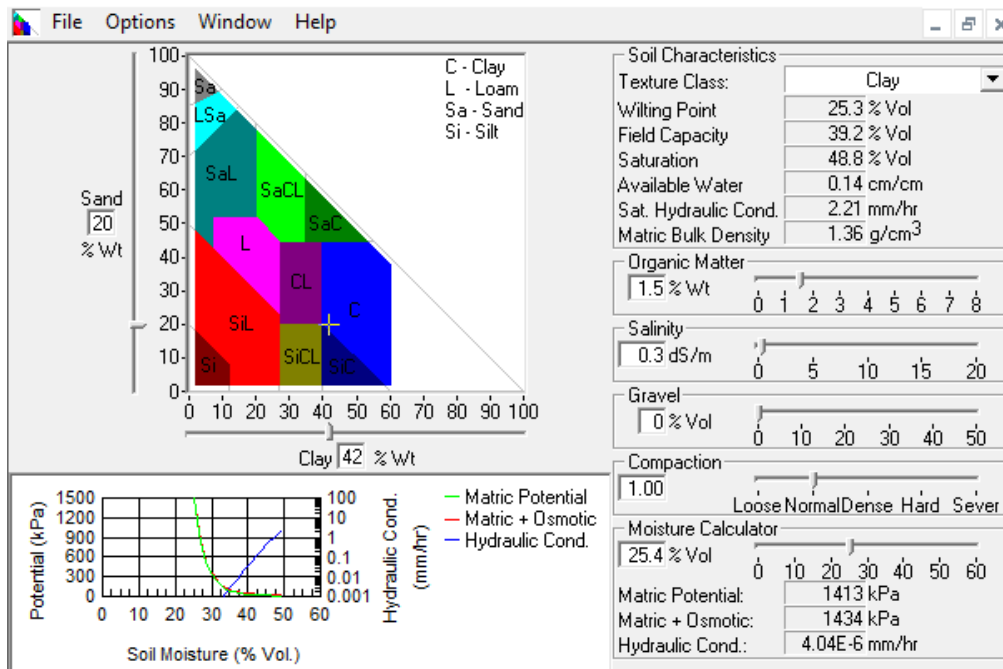 File Options Window Help
100
90
80
70
60
50
40
30
20
10
0
Sand
20
% Wt
Sa
LSa
SaL
SaCL
SaC
L
CL
C
SiL
SiCL
SiC
Si
C - Clay
L - Loam
Sa - Sand
Si - Silt
0 10 20 30 40 50 60 70 80 90 100
Clay 42 % Wt
Soil Characteristics
Texture Class: Clay
Wilting Point 25.3 % Vol
Field Capacity 39.2 % Vol
Saturation 48.8 % Vol
Available Water 0.14 cm/cm
Sat. Hydraulic Cond. 2.21 mm/hr
Matric Bulk Density 1.36 g/cm3
Organic Matter
1.5 % Wt
0 1 2 3 4 5 6 7 8
Salinity
0.3 dS/m
0 5 10 15 20
Gravel
0 % Vol
0 10 20 30 40 50
Compaction
1.00
Loose Normal Dense Hard Sever
Moisture Calculator
25.4 % Vol
0 10 20 30 40 50 60
Matric Potential: 1413 kPa
Matric + Osmotic: 1434 kPa
Hydraulic Cond.: 4.04E-6 mm/hr
Potential (kPa)
1500
1200
900
600
300
0
0 10 20 30 40 50 60
Soil Moisture (% Vol.)
100
10
1
0.1
0.01
0.001
Hydraulic Cond.
(mm/hr)
Matric Potential
Matric + Osmotic
Hydraulic Cond.